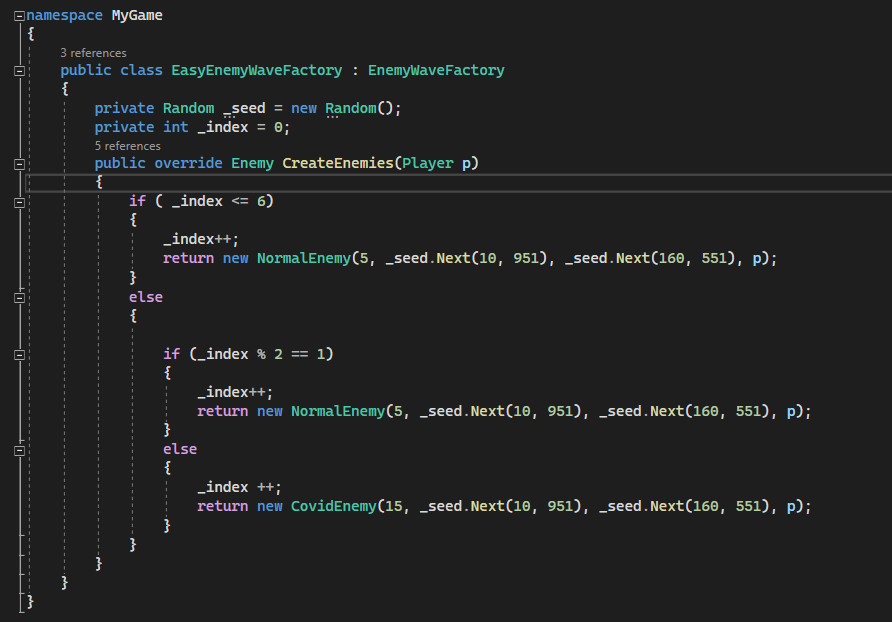 namespace MyGame
{
3 references
public class EasyEnemyWaveFactory : EnemyWaveFactory
{
private Random _seed = new Random();
private int _index = 0;
5 references
public override Enemy CreateEnemies(Player p)
{
if ( _index <= 6)
{
_index++;
return new NormalEnemy(5, _seed.Next(10, 951), _seed.Next(160, 551), p);
}
else
{
if (_index % 2 == 1)
{
_index++;
return new NormalEnemy(5, _seed.Next(10, 951), _seed.Next(160, 551), p);
}
else
{
_index ++;
return new CovidEnemy(15, _seed.Next(10, 951), _seed.Next(160, 551), p);
}
}
}
}
}